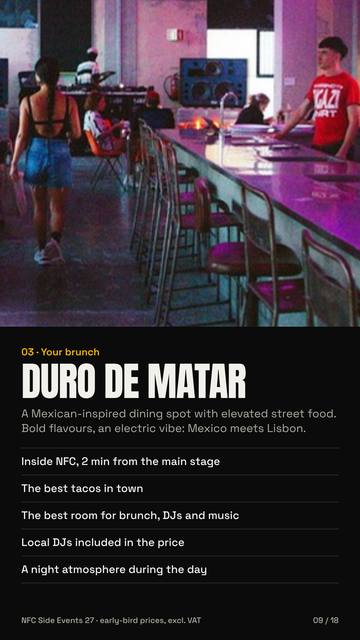 03 · Your brunch
DURO DE MATAR
A Mexican-inspired dining spot with elevated street food.
Bold flavours, an electric vibe: Mexico meets Lisbon.
Inside NFC, 2 min from the main stage
The best tacos in town
The best room for brunch, DJs and music
Local DJs included in the price
A night atmosphere during the day
NFC Side Events 27 · early-bird prices, excl. VAT
09 / 18